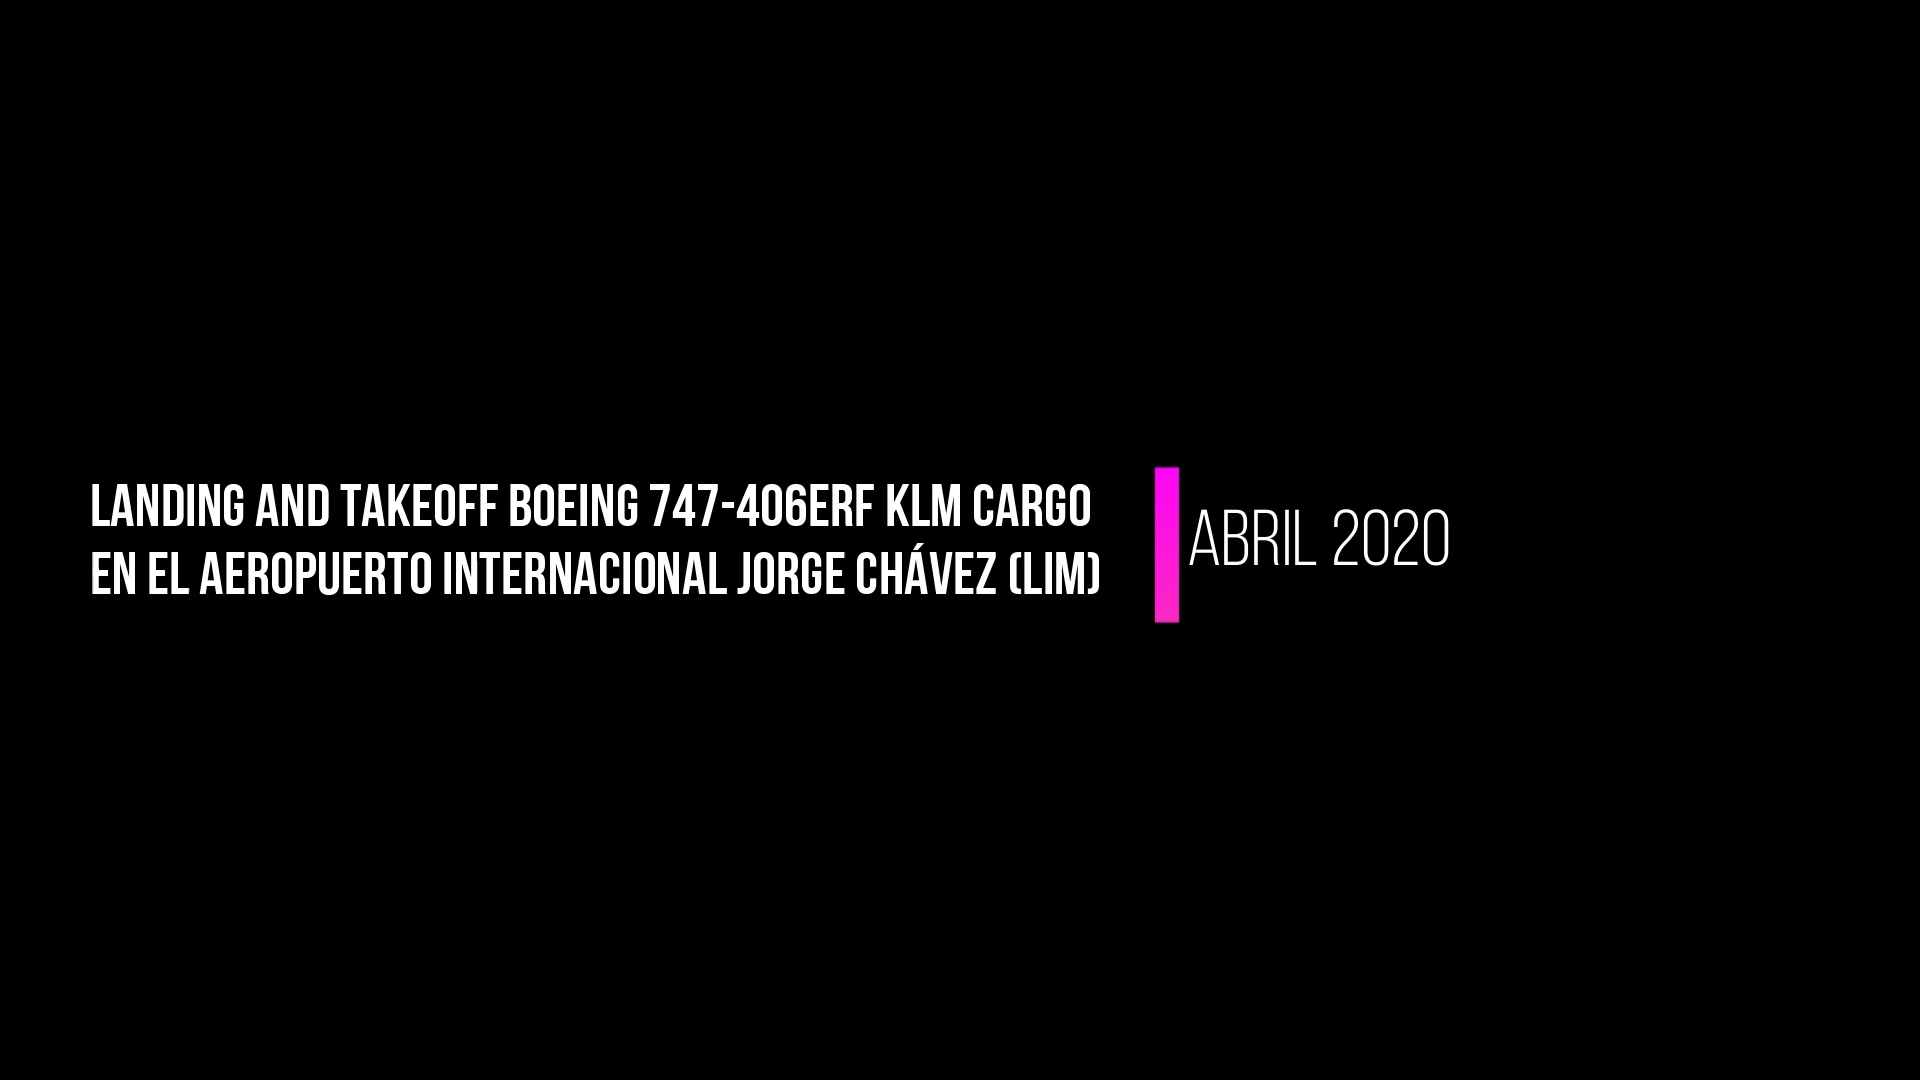 LANDING AND TAKEOFF BOEING 747-406ERF KLM CARGO
EN EL AEROPUERTO INTERNACIONAL JORGE CHÁVEZ (LIM)
ABRIL 2020